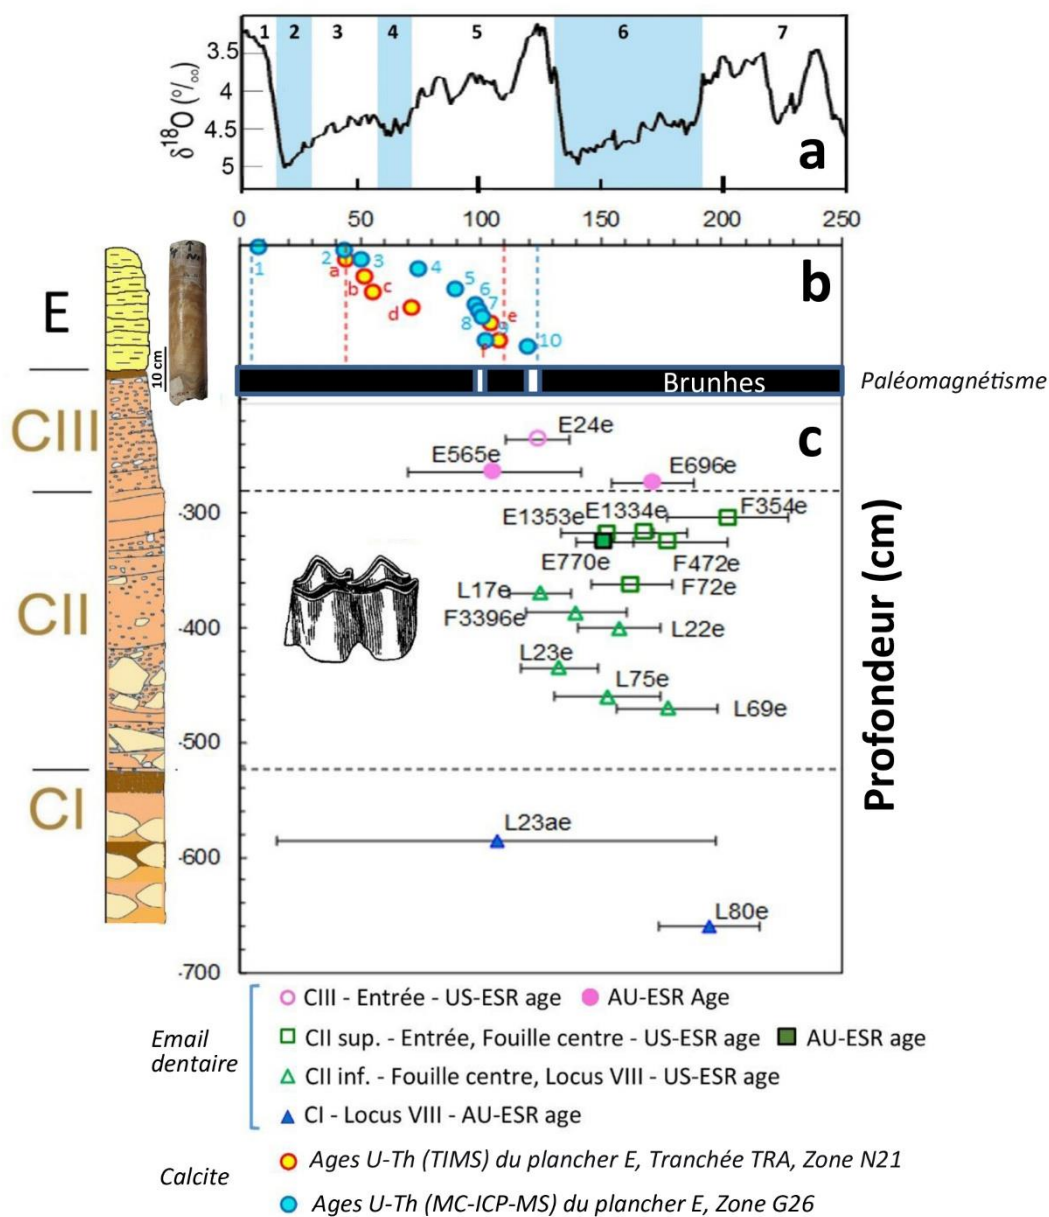 1 2 3 4 5 6 7
3.5
4
4.5
5
δ18O (°/oo)
a
0 50 100 150 200 250
E
10 cm
1
2
3
4
5
6
7
8
10
a
b
c
d
e
f
b
Brunhes
Paléomagnétisme
CIII
CII
CI
c
E24e
E565e
E696e
-300
F354e
E1353e
E1334e
E770e
F472e
F72e
L17e
F3396e
-400
L22e
L23e
L75e
L69e
-500
L23ae
-600
L80e
-700
Profondeur (cm)
Email
dentaire
CIII - Entrée - US-ESR age AU-ESR Age
CII sup. - Entrée, Fouille centre - US-ESR age AU-ESR age
CII inf. - Fouille centre, Locus VIII - US-ESR age
CI - Locus VIII - AU-ESR age
Calcite
Ages U-Th (TIMS) du plancher E, Tranchée TRA, Zone N21
Ages U-Th (MC-ICP-MS) du plancher E, Zone G26